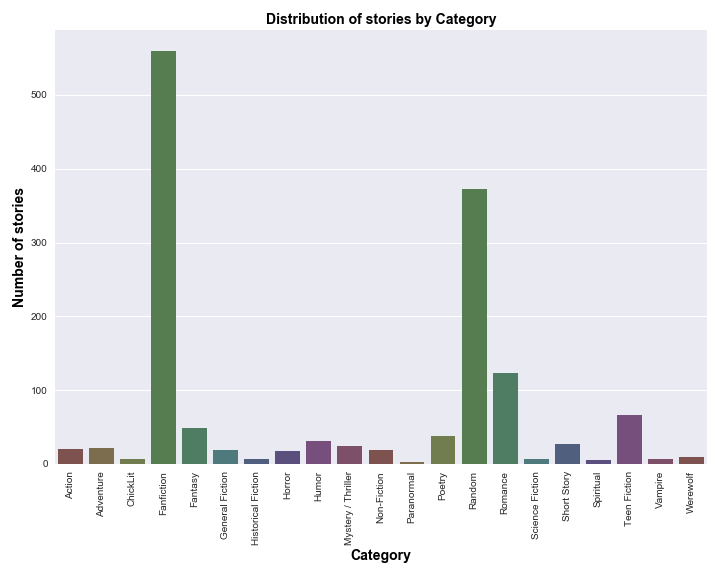 Distribution of stories by Category
Number of stories
500
400
300
200
100
0
Action
Adventure
ChickLit
Fanfiction
Fantasy
General Fiction
Historical Fiction
Horror
Humor
Mystery / Thriller
Non-Fiction
Paranormal
Poetry
Random
Romance
Science Fiction
Short Story
Spiritual
Teen Fiction
Vampire
Werewolf
Category